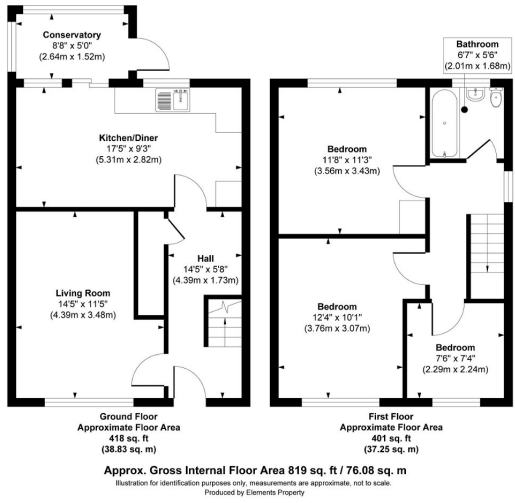 Conservatory
8'8" x 5'0"
(2.64m x 1.52m)
Kitchen/Diner
17'5" x 9'3"
(5.31m x 2.82m)
Hall
14'5" x 5'8"
(4.39m x 1.73m)
Living Room
14'5" x 11'5"
(4.39m x 3.48m)
Ground Floor
Approximate Floor Area
418 sq. ft
(38.83 sq. m)
Bathroom
6'7" x 5'6"
(2.01m x 1.68m)
Bedroom
11'8" x 11'3"
(3.56m x 3.43m)
Bedroom
12'4" x 10'1"
(3.76m x 3.07m)
Bedroom
7'6" x 7'4"
(2.29m x 2.24m)
First Floor
Approximate Floor Area
401 sq. ft
(37.25 sq. m)
Approx. Gross Internal Floor Area 819 sq. ft / 76.08 sq. m
Illustration for identification purposes only, measurements are approximate, not to scale.
Produced by Elements Property